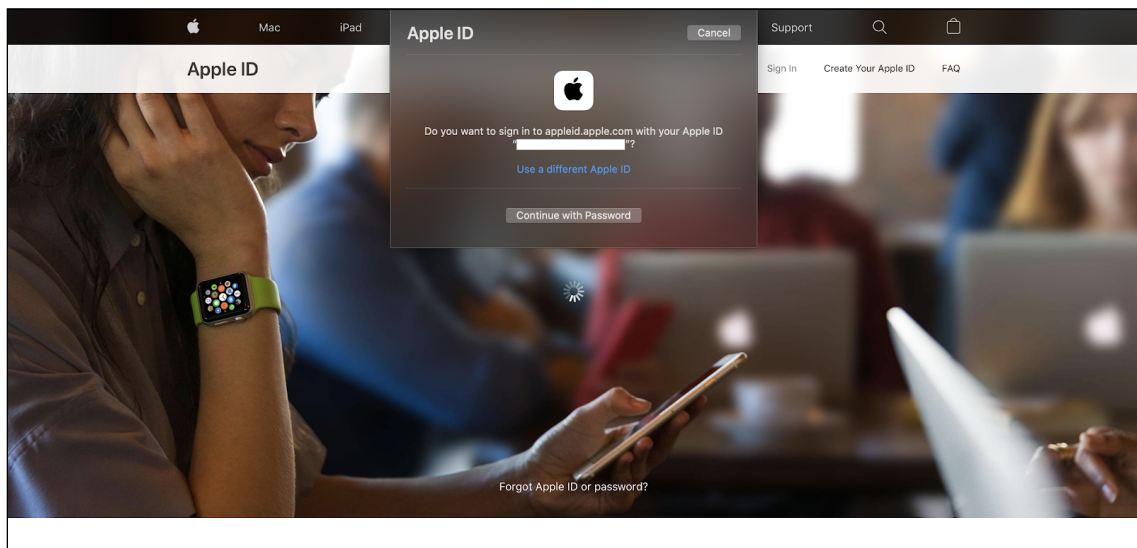 Mac iPad Support
Apple ID Cancel
Apple ID Sign In Create Your Apple ID FAQ
Do you want to sign in to appleid.apple.com with your Apple ID
“ ”?
Use a different Apple ID
Continue with Password
Forgot Apple ID or password?